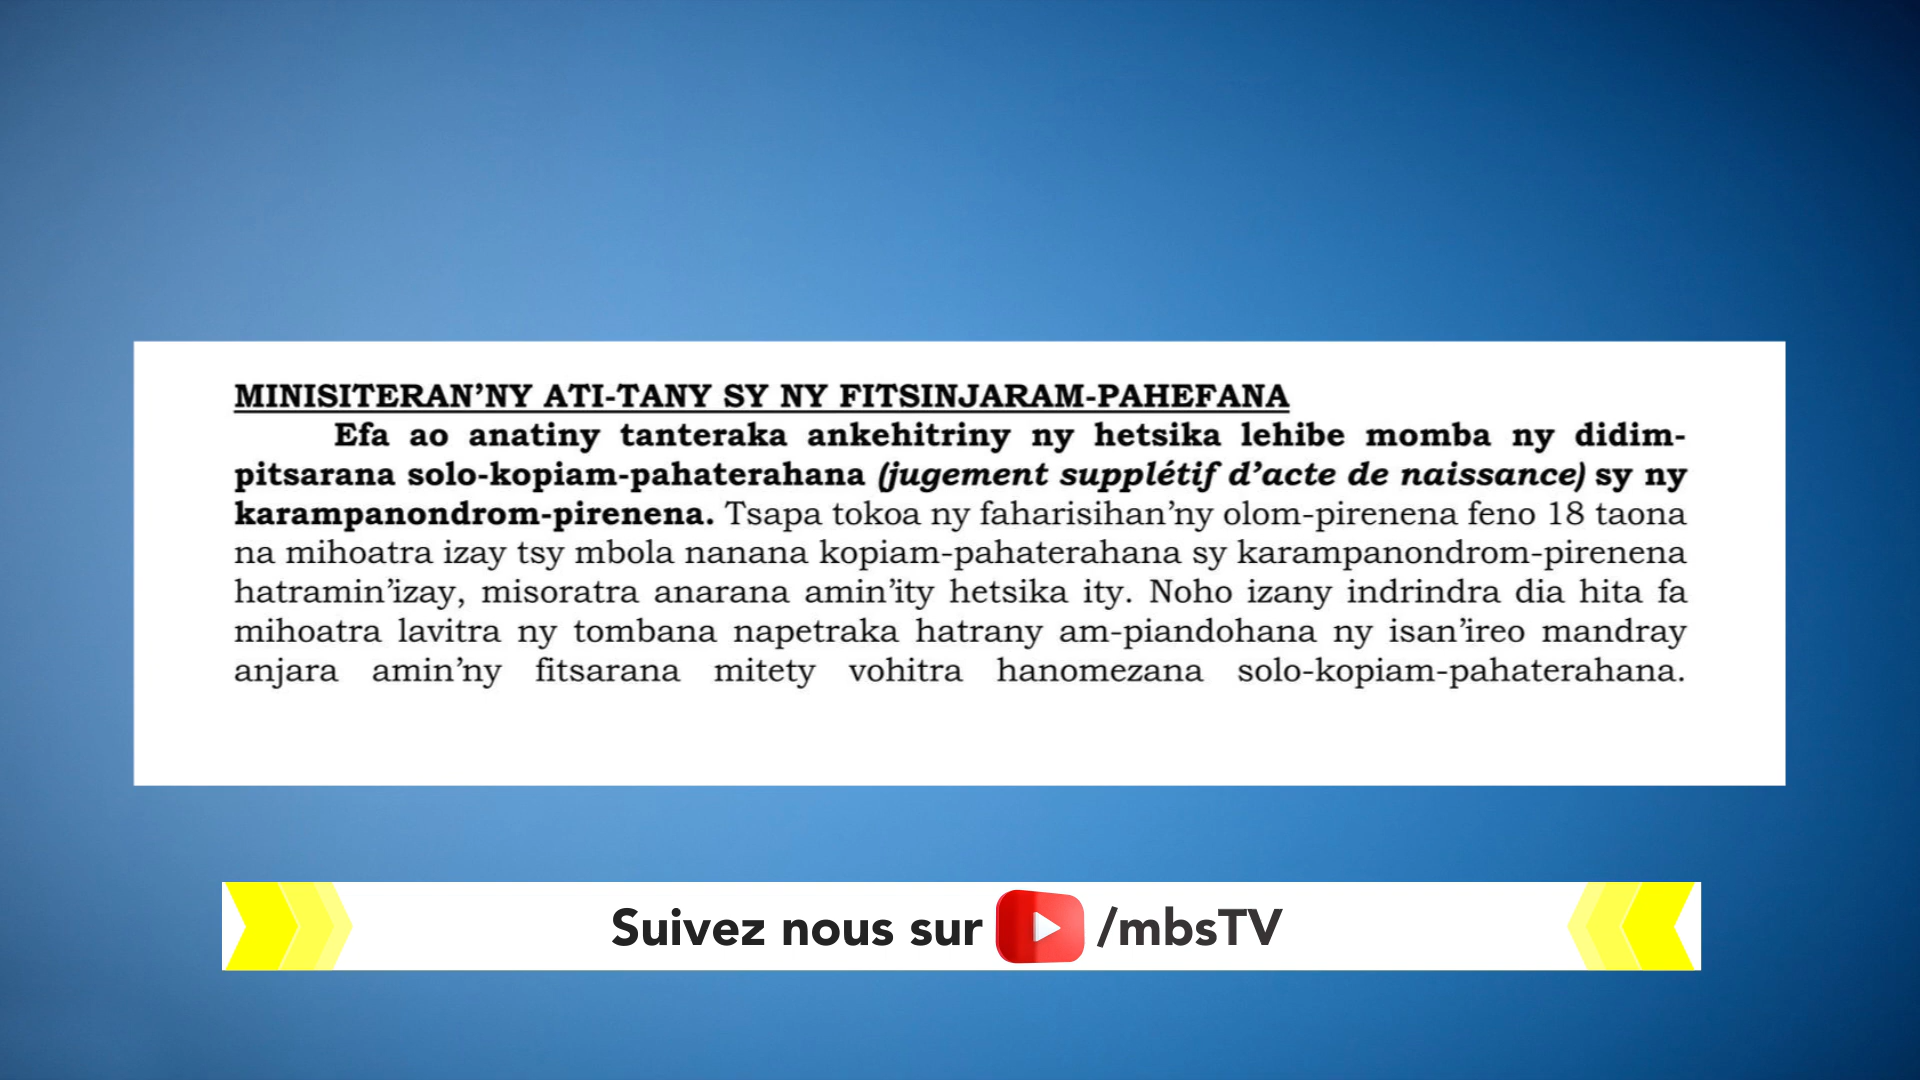 MINISITERAN’NY ATI-TANY SY NY FITSINJARAM-PAHEFANA
Efa ao anatiny tanteraka ankehitriny ny hetsika lehibe momba ny didim-
pitsarana solo-kopiam-pahaterahana (jugement supplétif d’acte de naissance) sy ny
karampanondrom-pirenena. Tsapa tokoa ny faharisihan’ny olom-pirenena feno 18 taona
na mihoatra izay tsy mbola nanana kopiam-pahaterahana sy karampanondrom-pirenena
hatramin’izay, misoratra anarana amin’ity hetsika ity. Noho izany indrindra dia hita fa
mihoatra lavitra ny tombana napetraka hatrany am-piandohana ny isan’ireo mandray
anjara amin’ny fitsarana mitety vohitra hanomezana solo-kopiam-pahaterahana.
Suivez nous sur /mbsTV